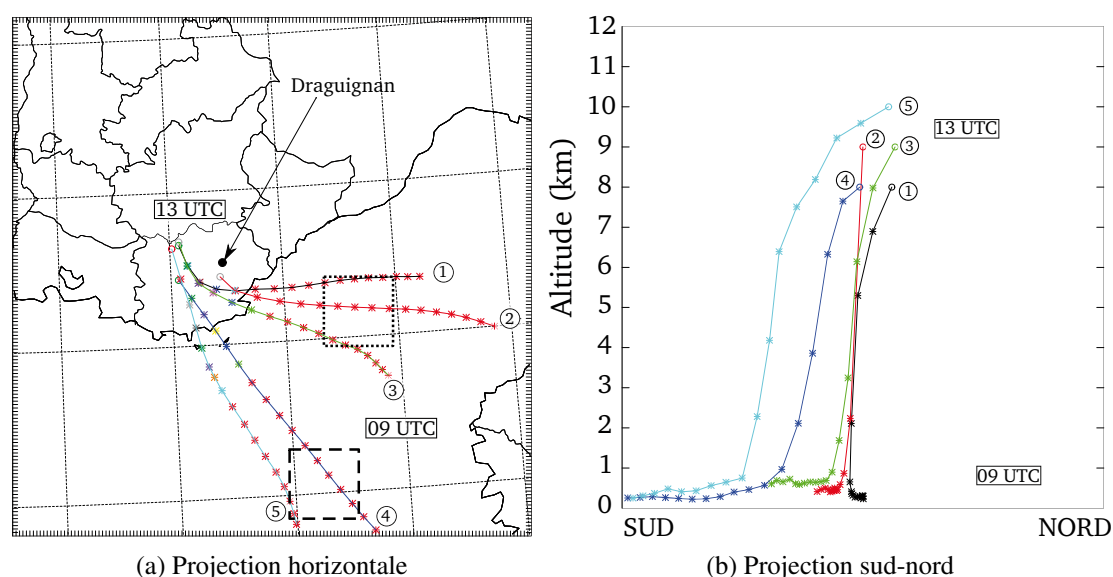 Draguignan
13 UTC
①
②
③
09 UTC
⑤
④
(a) Projection horizontale
Altitude (km)
12
11
10
9
8
7
6
5
4
3
2
1
0
⑤
13 UTC
②
③
④
①
09 UTC
SUD
NORD
(b) Projection sud-nord